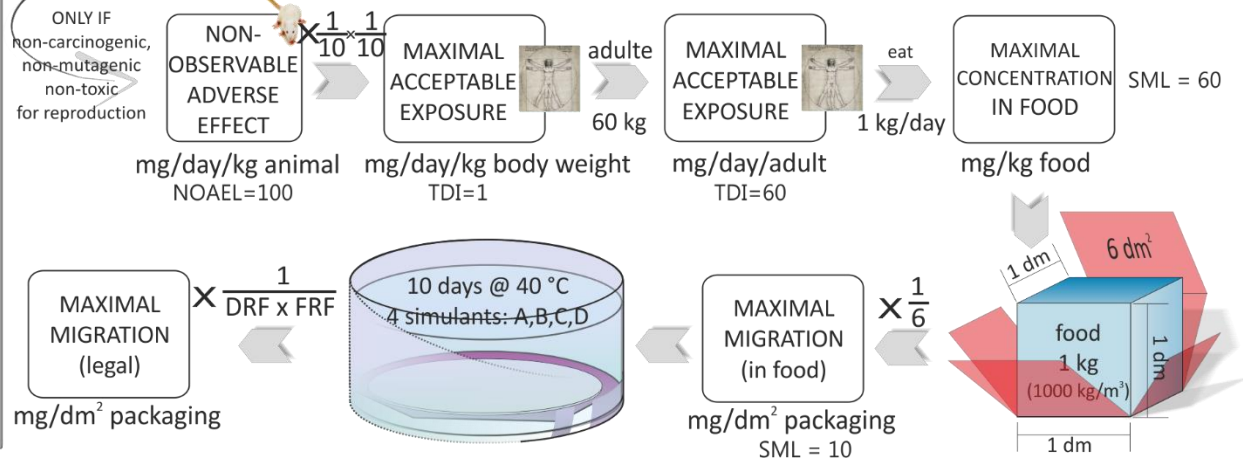 ONLY IF
non-carcinogenic,
non-mutagenic
non-toxic
for reproduction
NON-
OBSERVABLE
ADVERSE
EFFECT
mg/day/kg animal
NOAEL=100
×1/10×1/10
MAXIMAL
ACCEPTABLE
EXPOSURE
mg/day/kg body weight
TDI=1
adulte
60 kg
MAXIMAL
ACCEPTABLE
EXPOSURE
mg/day/adult
TDI=60
eat
1 kg/day
MAXIMAL
CONCENTRATION
IN FOOD
mg/kg food
SML = 60
6 dm²
1 dm
food
1 kg
(1000 kg/m³)
1 dm
1 dm
×1/6
MAXIMAL
MIGRATION
(in food)
mg/dm² packaging
SML = 10
10 days @ 40 °C
4 simulants: A,B,C,D
× 1/DRF x FRF
MAXIMAL
MIGRATION
(legal)
mg/dm² packaging